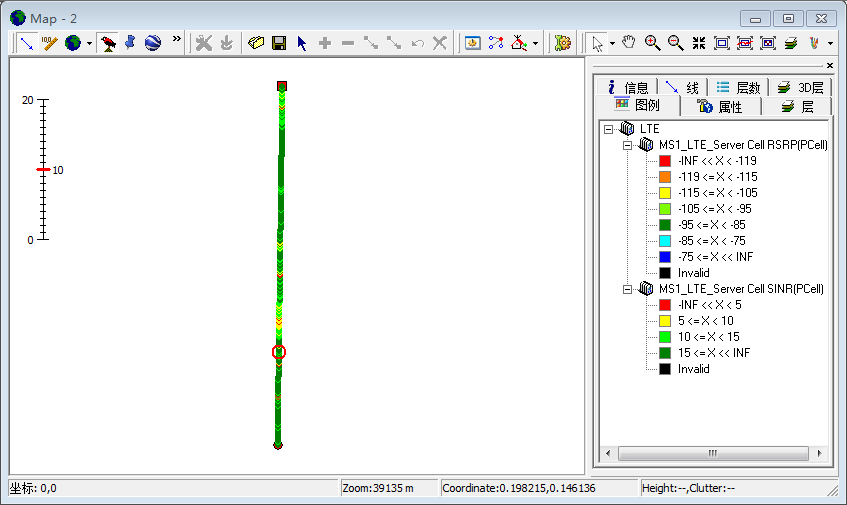 Map - 2
100
»
20
10
0
信息
线
层数
3D层
图例
属性
层
LTE
MS1_LTE_Server Cell RSRP(PCell)
-INF << X < -119
-119 <= X < -115
-115 <= X < -105
-105 <= X < -95
-95 <= X < -85
-85 <= X < -75
-75 <= X << INF
Invalid
MS1_LTE_Server Cell SINR(PCell)
-INF << X < 5
5 <= X < 10
10 <= X < 15
15 <= X << INF
Invalid
坐标: 0,0
Zoom:39135 m
Coordinate:0.198215,0.146136
Height:--,Clutter:--